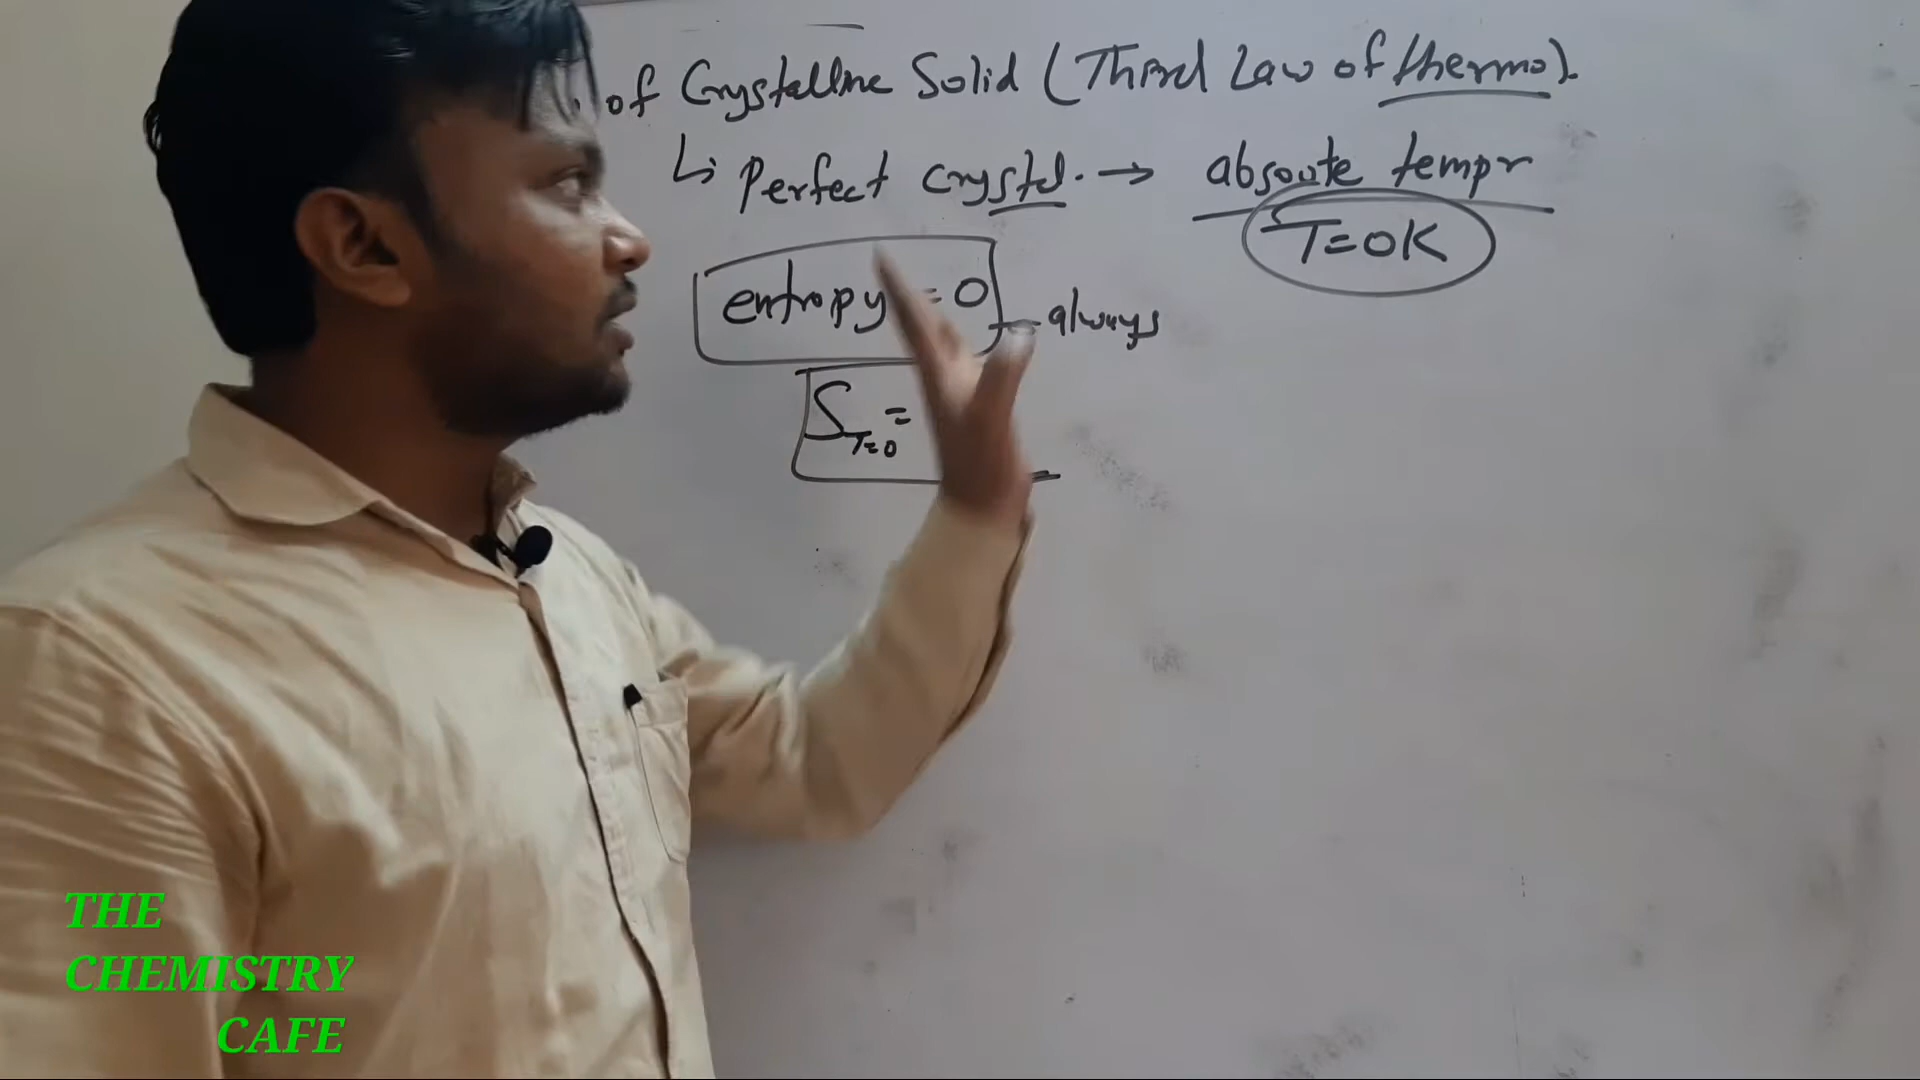 of Crystalline Solid (Third Law of thermo).
↳ Perfect crystal. → absoute tempr
T=0K
entropy = 0 - always
S T=0 =
THE
CHEMISTRY
CAFE